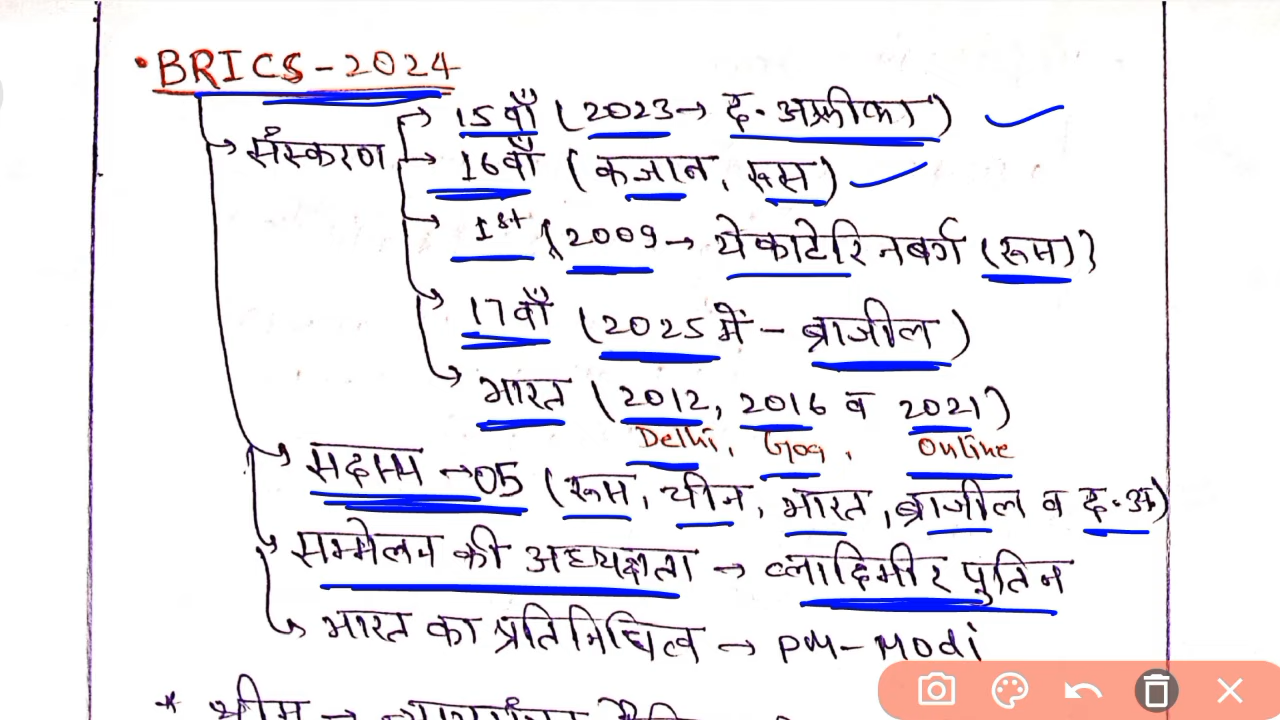 • BRICS - 2024
→ संस्करण → 15वाँ (2023 → द. अफ्रीका)
→ 16वाँ (कजान, रूस)
→ 1st (2009 → येकाटेरिनबर्ग (रूस))
→ 17वाँ (2025 में - ब्राजील)
→ भारत (2012, 2016 व 2021)
Delhi, Goa, Online
→ सदस्य → 05 (रूस, चीन, भारत, ब्राजील व द. अ)
→ सम्मेलन की अध्यक्षता → व्लादिमीर पुतिन
→ भारत का प्रतिनिधित्व → PM - Modi
* थीम →